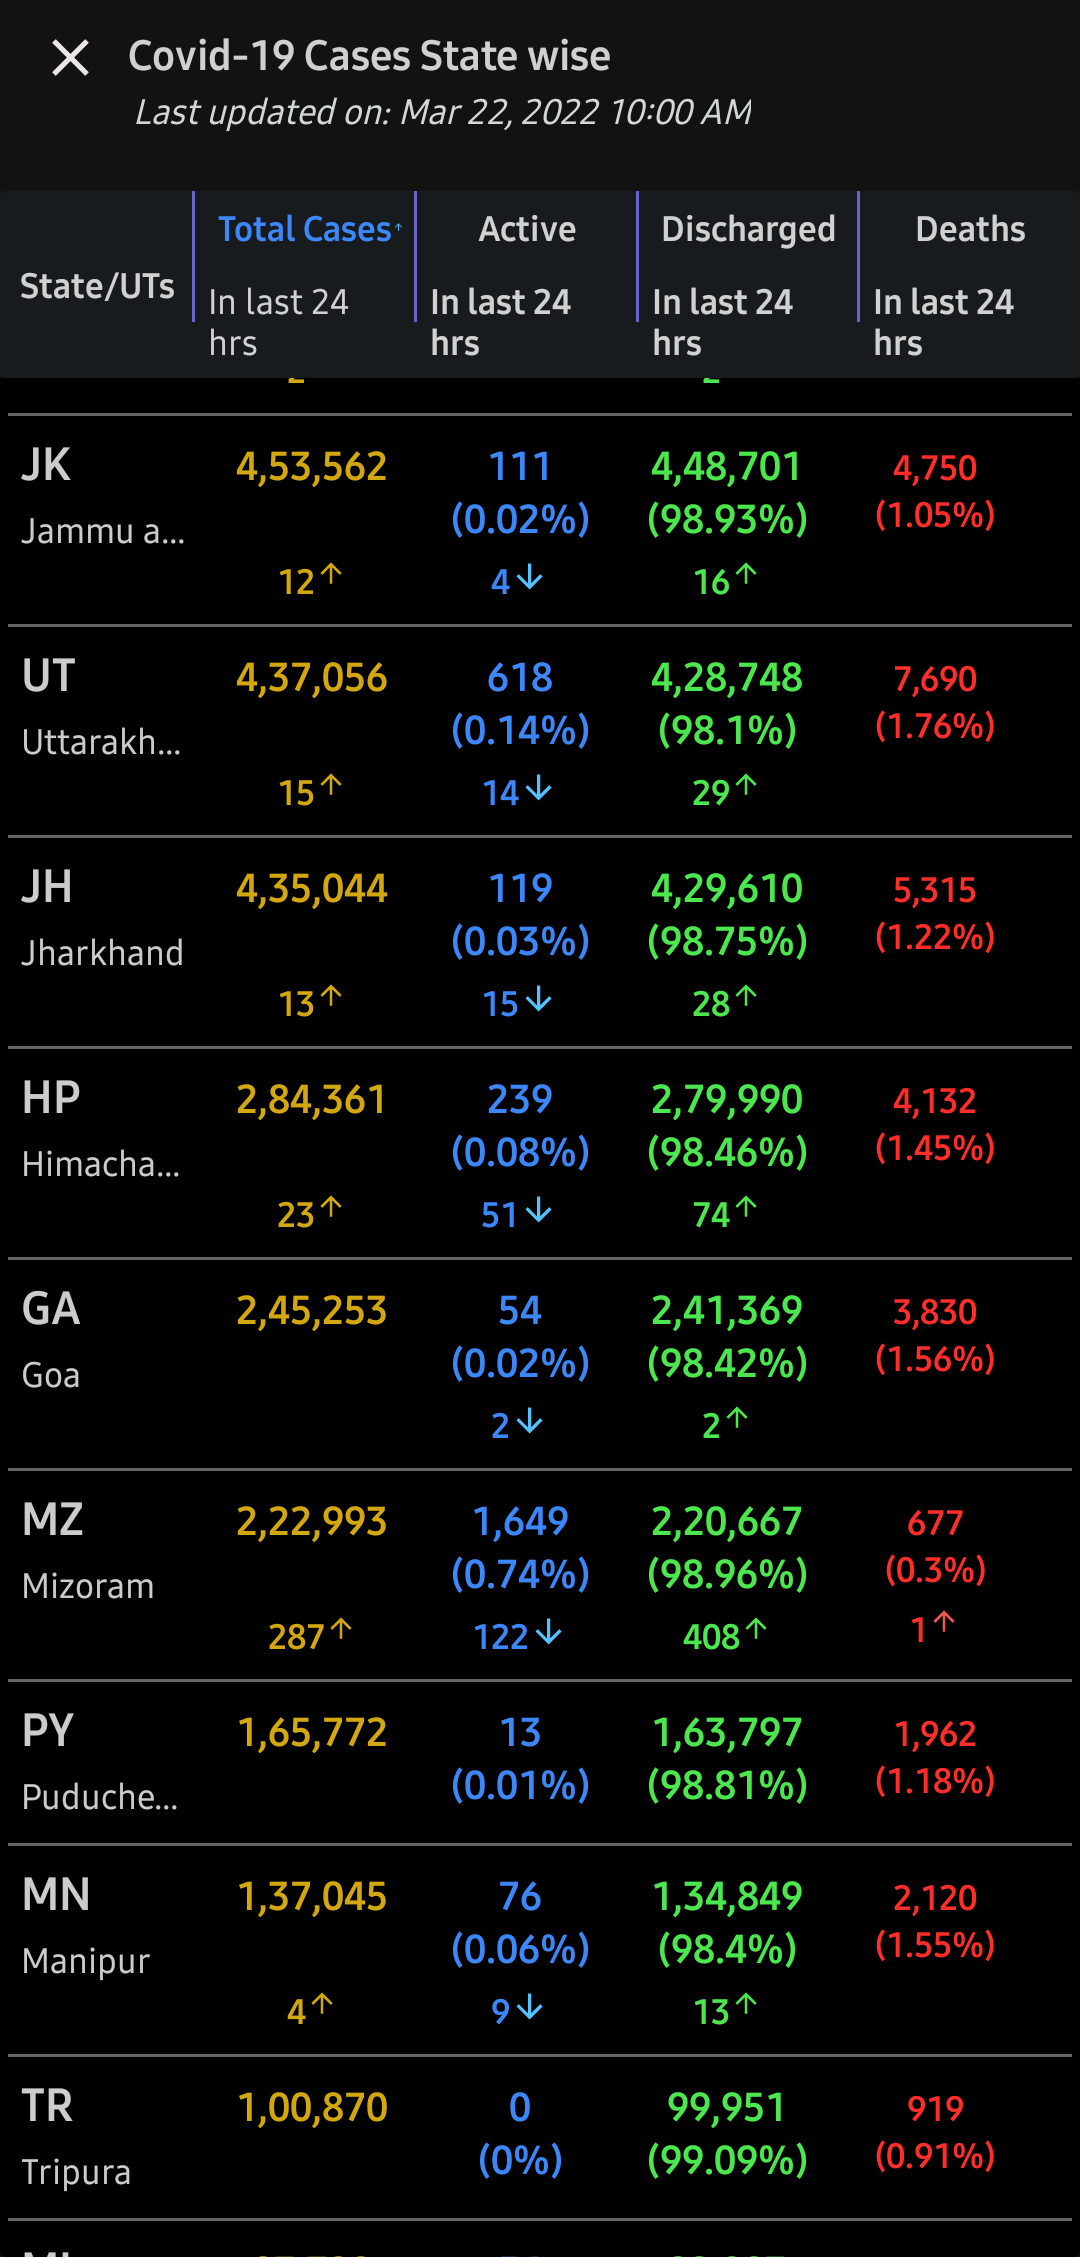 Covid-19 Cases State wise
Last updated on: Mar 22, 2022 10:00 AM
State/UTs
Total Cases↑ Active Discharged Deaths
In last 24 hrs In last 24 hrs In last 24 hrs In last 24 hrs
JK 4,53,562 111 4,48,701 4,750
Jammu a... (0.02%) (98.93%) (1.05%)
12↑ 4↓ 16↑
UT 4,37,056 618 4,28,748 7,690
Uttarakh... (0.14%) (98.1%) (1.76%)
15↑ 14↓ 29↑
JH 4,35,044 119 4,29,610 5,315
Jharkhand (0.03%) (98.75%) (1.22%)
13↑ 15↓ 28↑
HP 2,84,361 239 2,79,990 4,132
Himacha... (0.08%) (98.46%) (1.45%)
23↑ 51↓ 74↑
GA 2,45,253 54 2,41,369 3,830
Goa (0.02%) (98.42%) (1.56%)
2↓ 2↑
MZ 2,22,993 1,649 2,20,667 677
Mizoram (0.74%) (98.96%) (0.3%)
287↑ 122↓ 408↑ 1↑
PY 1,65,772 13 1,63,797 1,962
Puduche... (0.01%) (98.81%) (1.18%)
MN 1,37,045 76 1,34,849 2,120
Manipur (0.06%) (98.4%) (1.55%)
4↑ 9↓ 13↑
TR 1,00,870 0 99,951 919
Tripura (0%) (99.09%) (0.91%)